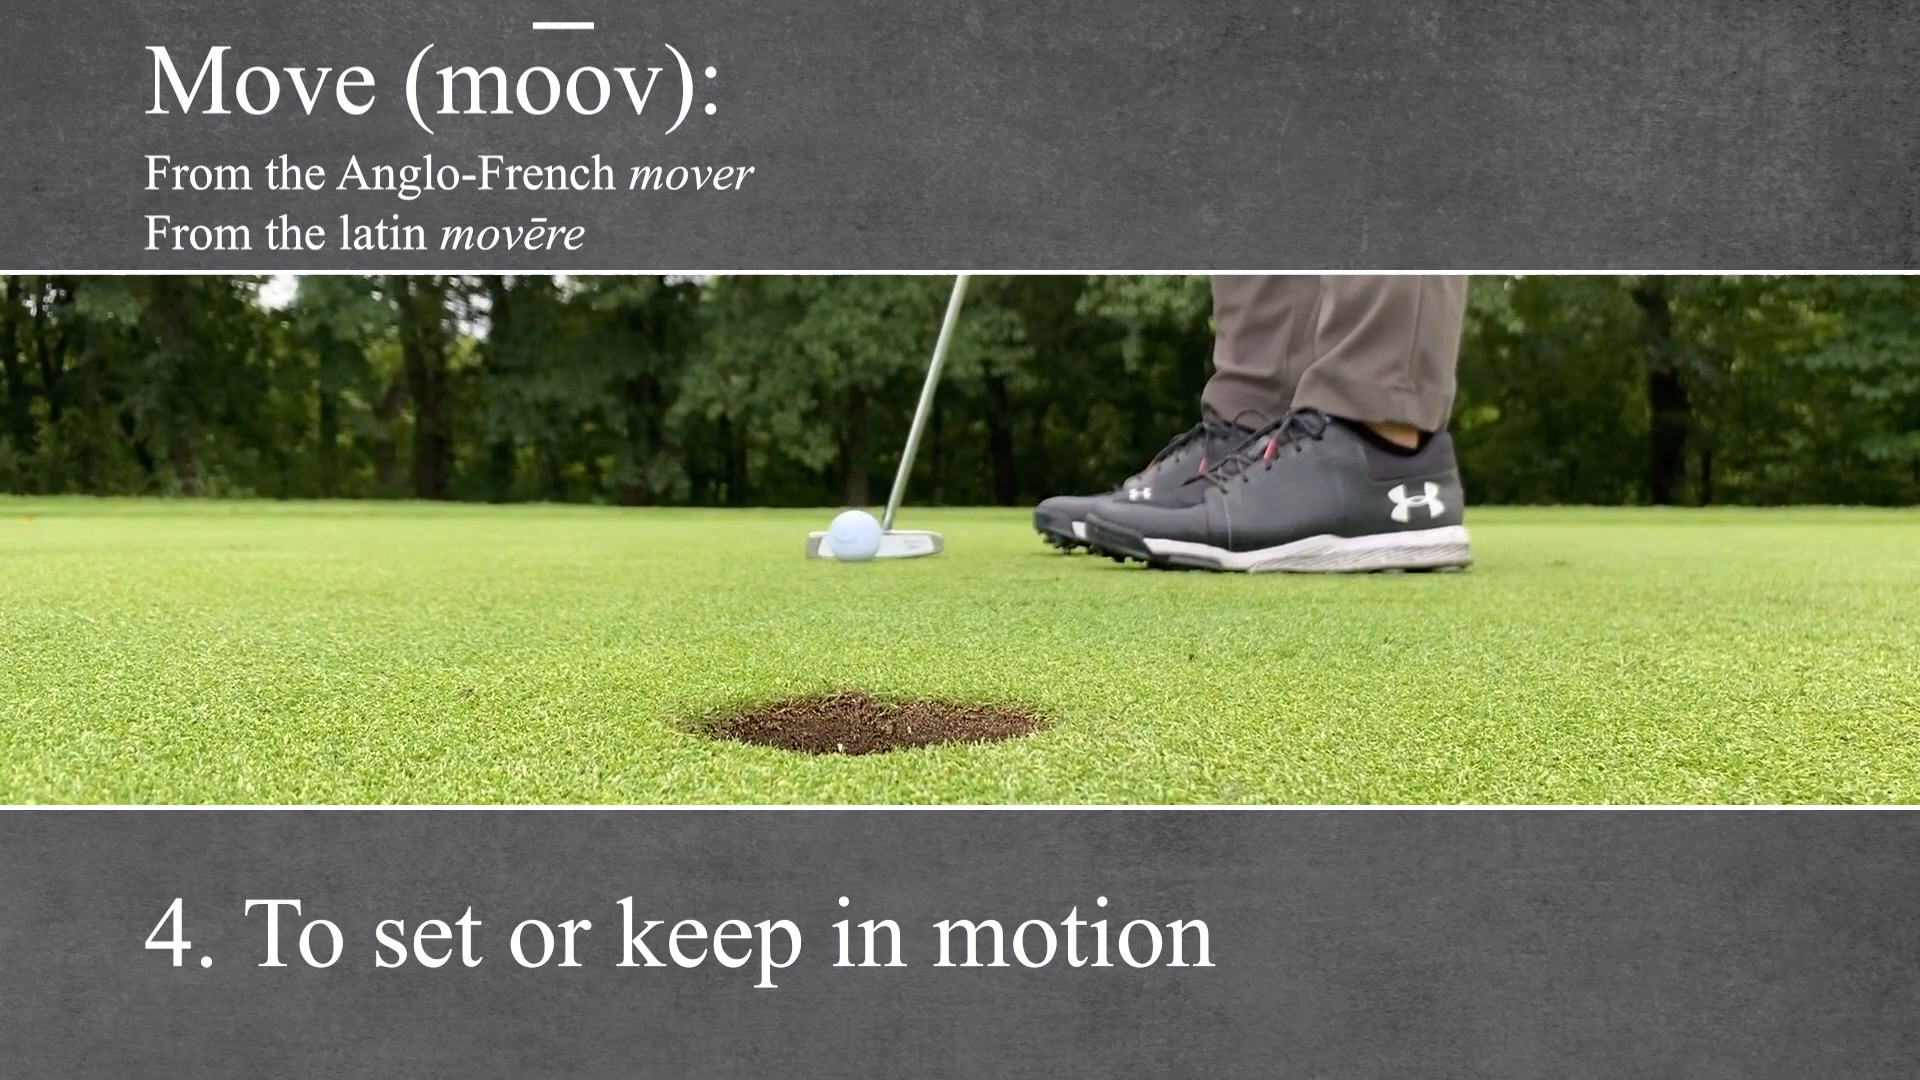 Move (mo͞ov):
From the Anglo-French mover
From the latin movēre
4. To set or keep in motion